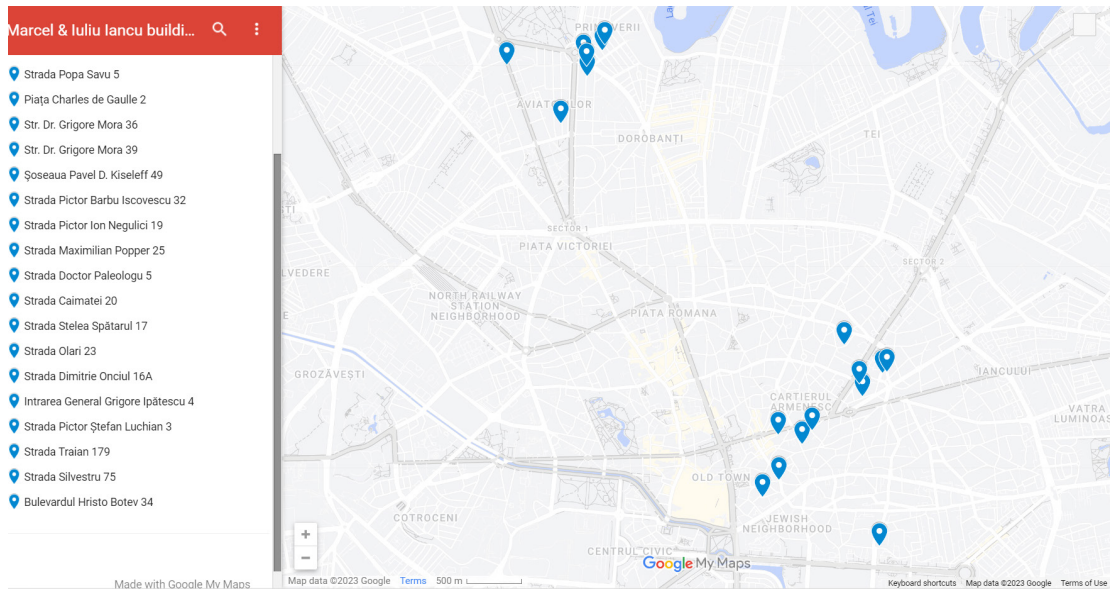 Marcel & Iuliu Iancu buildi...
Strada Popa Savu 5
Piața Charles de Gaulle 2
Str. Dr. Grigore Mora 36
Str. Dr. Grigore Mora 39
Șoseaua Pavel D. Kiseleff 49
Strada Pictor Barbu Iscovescu 32
Strada Pictor Ion Negulici 19
Strada Maximilian Popper 25
Strada Doctor Paleologu 5
Strada Caimatei 20
Strada Stelea Spătarul 17
Strada Olari 23
Strada Dimitrie Onciul 16A
Intrarea General Grigore Ipătescu 4
Strada Pictor Ștefan Luchian 3
Strada Traian 179
Strada Silvestru 75
Bulevardul Hristo Botev 34
Made with Google My Maps
DOROBANȚI
TEI
SECTOR 1
PIATA VICTORIEI
SECTOR 2
LVEDERE
NORTH RAILWAY
STATION
NEIGHBORHOOD
PIATA ROMANA
GROZĂVEȘTI
IANCULUI
CARTIERUL
ARMENESC
VATRA
LUMINOAS
OLD TOWN
COTROCENI
JEWISH
NEIGHBORHOOD
CENTRUL CIVIC
Google My Maps
+
−
Map data ©2023 Google
Terms
500 m
Keyboard shortcuts
Map data ©2023 Google
Terms of Use